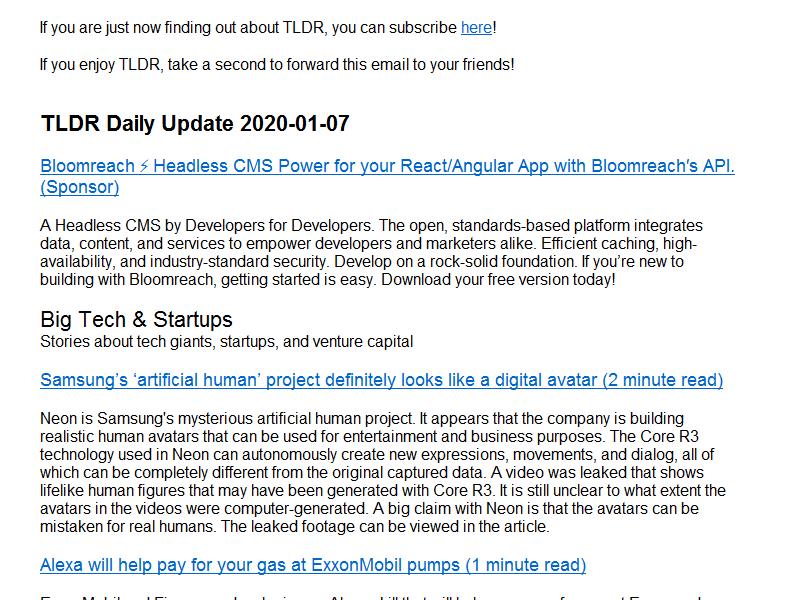 If you are just now finding out about TLDR, you can subscribe here!
If you enjoy TLDR, take a second to forward this email to your friends!
TLDR Daily Update 2020-01-07
Bloomreach ⚡ Headless CMS Power for your React/Angular App with Bloomreach's API.
(Sponsor)
A Headless CMS by Developers for Developers. The open, standards-based platform integrates
data, content, and services to empower developers and marketers alike. Efficient caching, high-
availability, and industry-standard security. Develop on a rock-solid foundation. If you’re new to
building with Bloomreach, getting started is easy. Download your free version today!
Big Tech & Startups
Stories about tech giants, startups, and venture capital
Samsung’s ‘artificial human’ project definitely looks like a digital avatar (2 minute read)
Neon is Samsung's mysterious artificial human project. It appears that the company is building
realistic human avatars that can be used for entertainment and business purposes. The Core R3
technology used in Neon can autonomously create new expressions, movements, and dialog, all of
which can be completely different from the original captured data. A video was leaked that shows
lifelike human figures that may have been generated with Core R3. It is still unclear to what extent the
avatars in the videos were computer-generated. A big claim with Neon is that the avatars can be
mistaken for real humans. The leaked footage can be viewed in the article.
Alexa will help pay for your gas at ExxonMobil pumps (1 minute read)